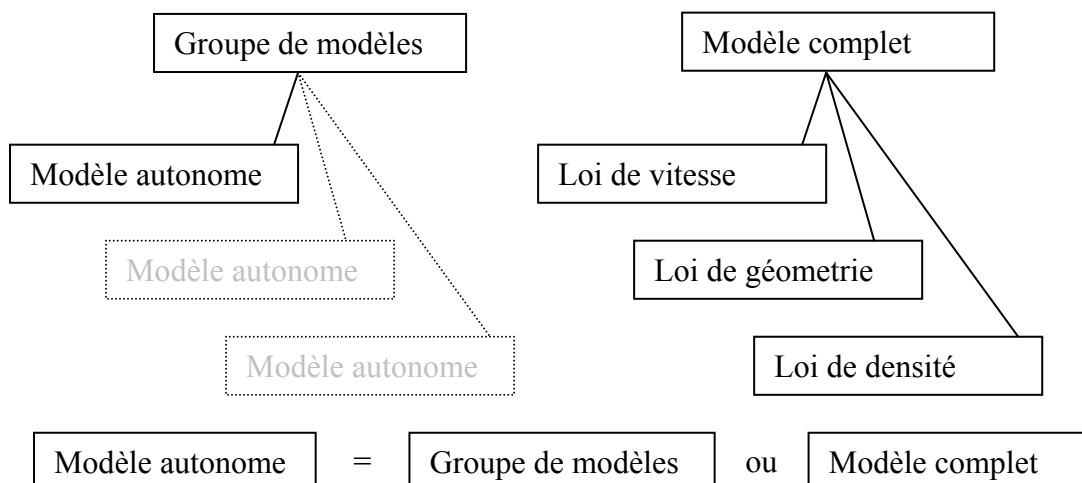 Groupe de modèles
Modèle complet
Modèle autonome
Loi de vitesse
Modèle autonome
Loi de géometrie
Modèle autonome
Loi de densité
Modèle autonome = Groupe de modèles ou Modèle complet